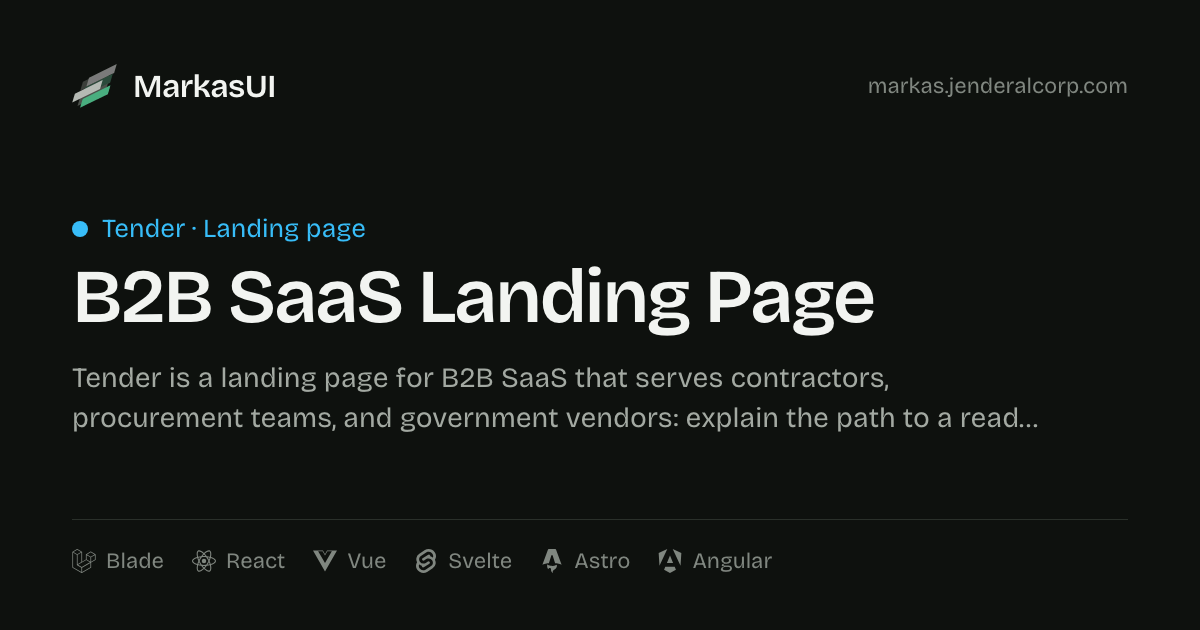 MarkasUI
markas.jenderalcorp.com
Tender · Landing page
B2B SaaS Landing Page
Tender is a landing page for B2B SaaS that serves contractors,
procurement teams, and government vendors: explain the path to a read...
Blade React Vue Svelte Astro Angular